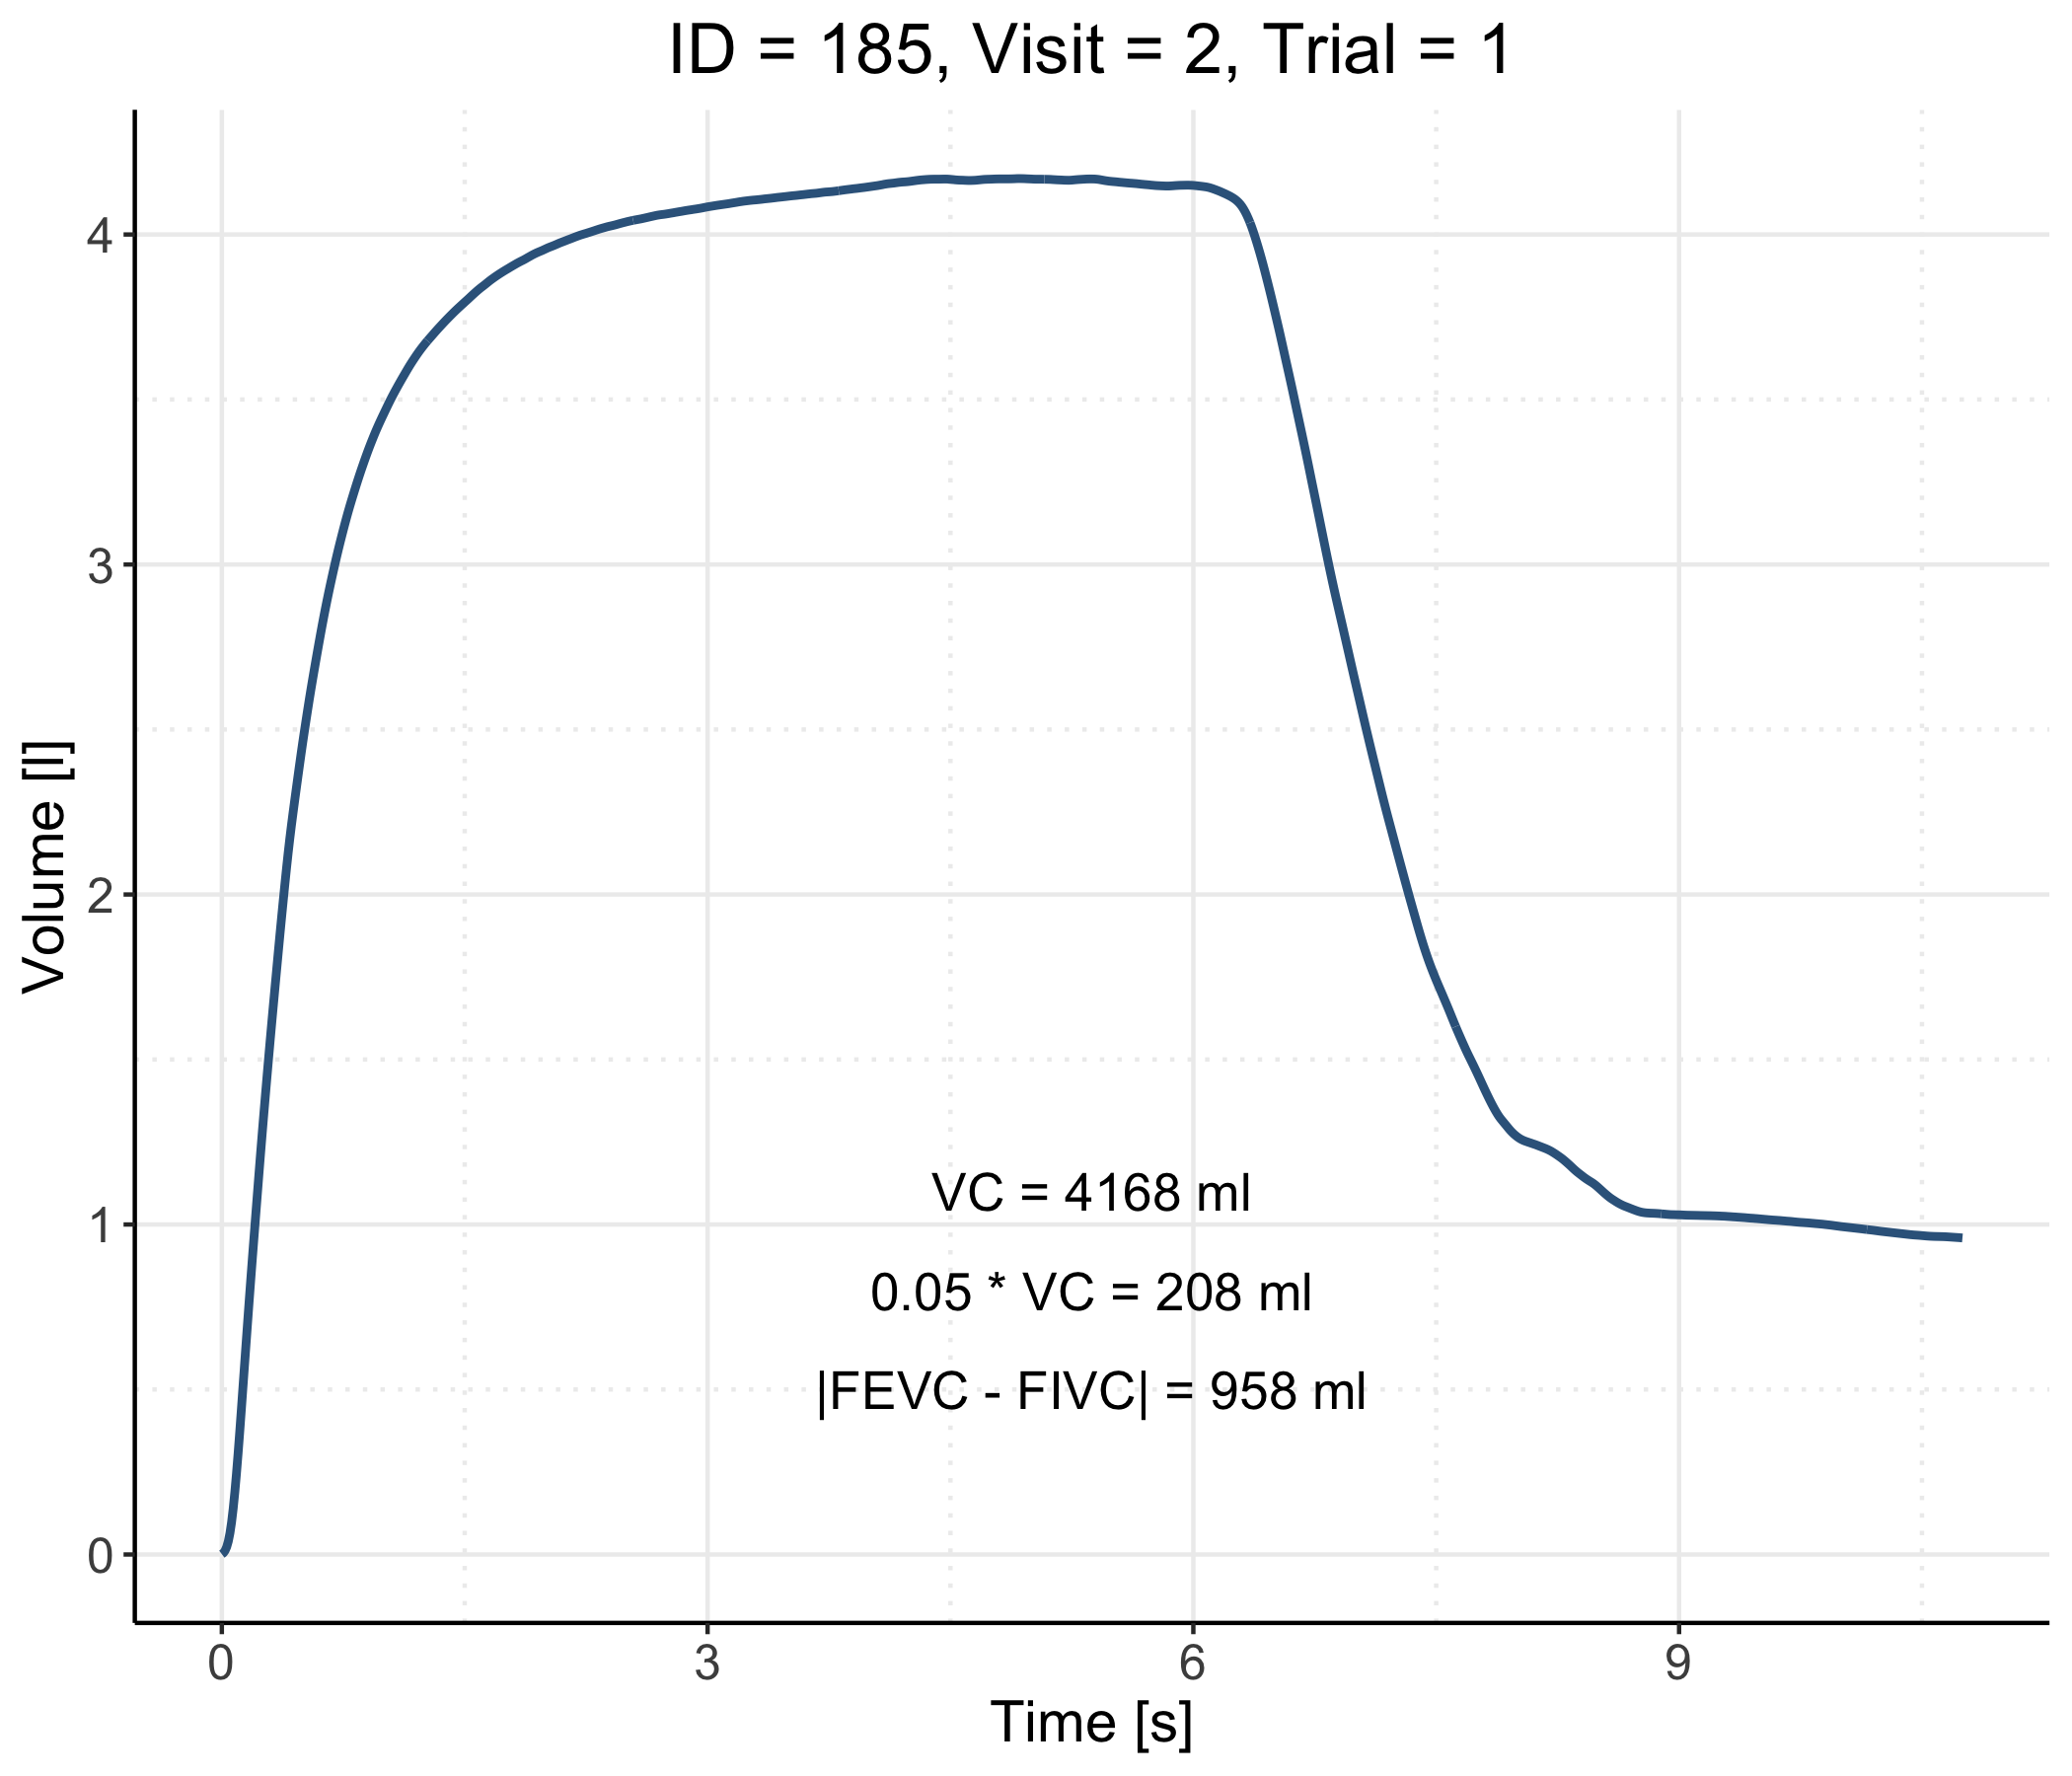 ID = 185, Visit = 2, Trial = 1
Volume [l]
4
3
2
1
0
VC = 4168 ml
0.05 * VC = 208 ml
|FEVC - FIVC| = 958 ml
0 3 6 9
Time [s]